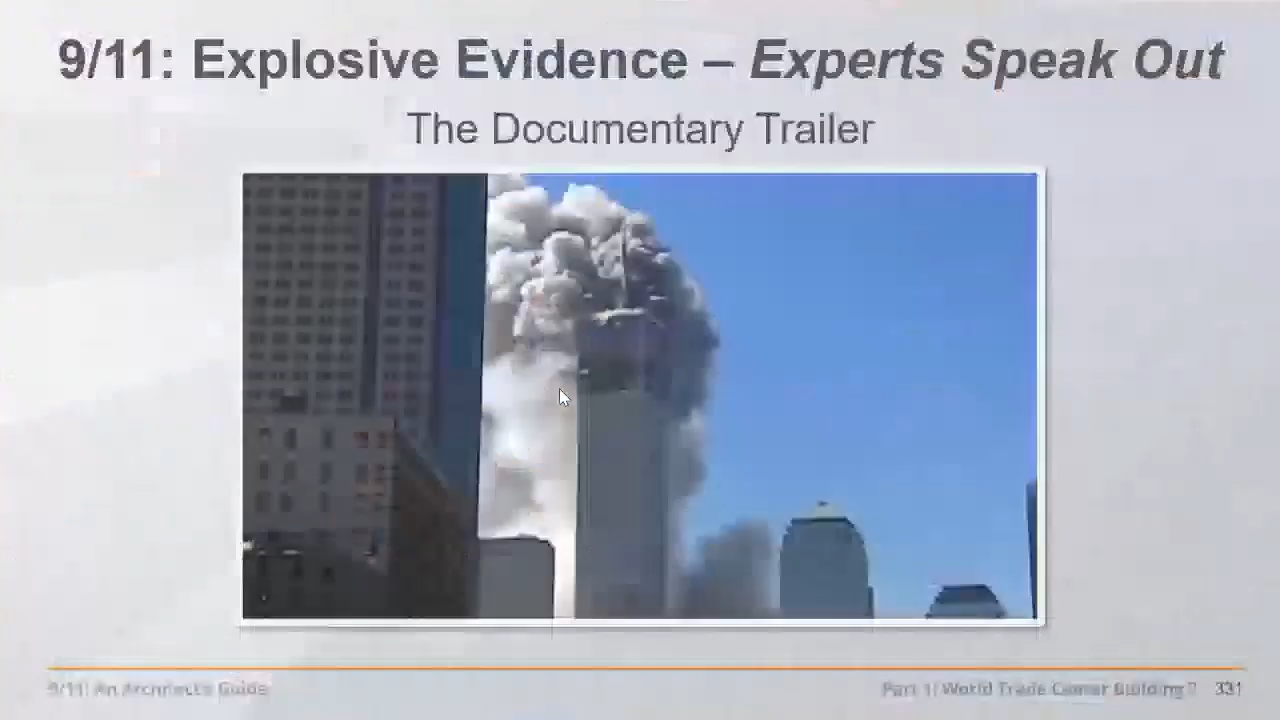 9/11: Explosive Evidence – Experts Speak Out
The Documentary Trailer
9/11: An Architect's Guide
Part 1: World Trade Center Building 7 331